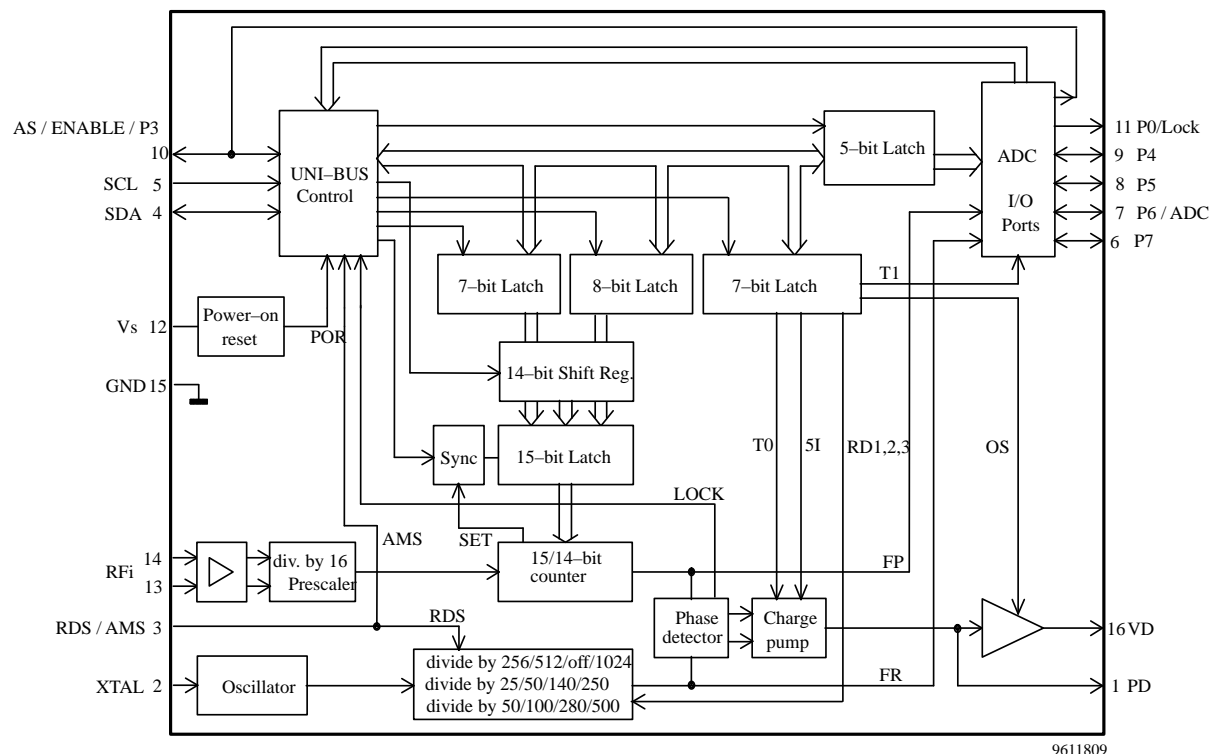 AS / ENABLE / P3
10
SCL 5
SDA 4
UNI–BUS
Control
5–bit Latch
ADC
I/O
Ports
11 P0/Lock
9 P4
8 P5
7 P6 / ADC
6 P7
7–bit Latch
8–bit Latch
7–bit Latch
T1
Vs 12
Power–on
reset
POR
GND 15
14–bit Shift Reg.
Sync
15–bit Latch
T0
5I
RD1,2,3
OS
LOCK
AMS
SET
RFi
14
13
div. by 16
Prescaler
15/14–bit
counter
FP
RDS / AMS 3
RDS
Phase
detector
Charge
pump
16 VD
XTAL 2
Oscillator
divide by 256/512/off/1024
divide by 25/50/140/250
divide by 50/100/280/500
FR
1 PD
9611809